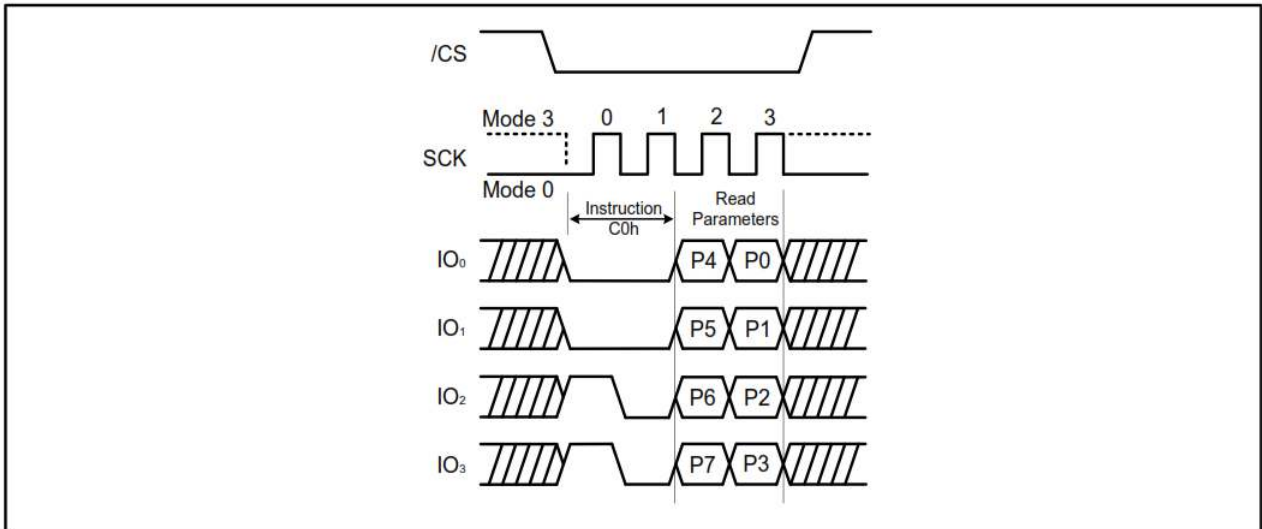 /CS
Mode 3 0 1 2 3
SCK
Mode 0
Instruction
C0h
Read
Parameters
IO₀ P4 P0
IO₁ P5 P1
IO₂ P6 P2
IO₃ P7 P3